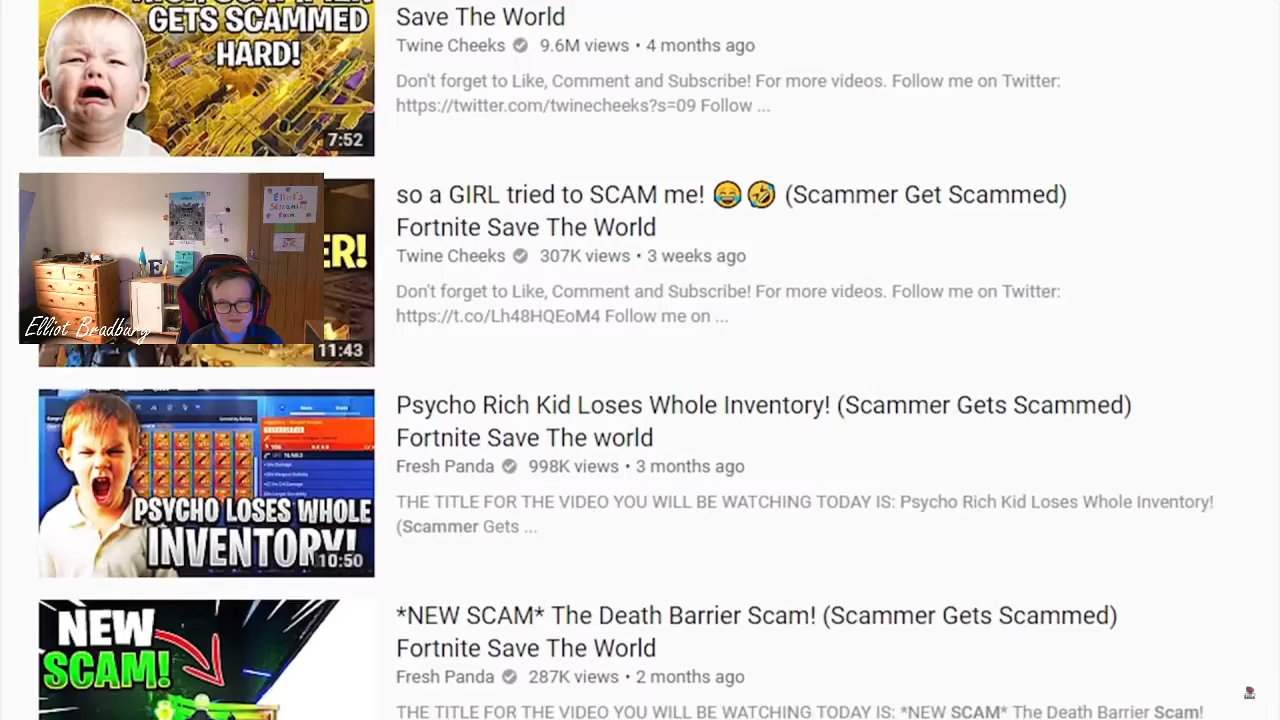 GETS SCAMMED
HARD!
7:52
Save The World
Twine Cheeks 9.6M views • 4 months ago
Don't forget to Like, Comment and Subscribe! For more videos. Follow me on Twitter:
https://twitter.com/twinecheeks?s=09 Follow ...
Elliot's
Streaming
Room
E
ER!
Elliot Bradbury
11:43
so a GIRL tried to SCAM me! 😂 🤣 (Scammer Get Scammed)
Fortnite Save The World
Twine Cheeks 307K views • 3 weeks ago
Don't forget to Like, Comment and Subscribe! For more videos. Follow me on Twitter:
https://t.co/Lh48HQEoM4 Follow me on ...
PSYCHO LOSES WHOLE
INVENTORY!
10:50
Psycho Rich Kid Loses Whole Inventory! (Scammer Gets Scammed)
Fortnite Save The world
Fresh Panda 998K views • 3 months ago
THE TITLE FOR THE VIDEO YOU WILL BE WATCHING TODAY IS: Psycho Rich Kid Loses Whole Inventory!
(Scammer Gets ...
NEW
SCAM!
*NEW SCAM* The Death Barrier Scam! (Scammer Gets Scammed)
Fortnite Save The World
Fresh Panda 287K views • 2 months ago
THE TITLE FOR THE VIDEO YOU WILL BE WATCHING TODAY IS: *NEW SCAM* The Death Barrier Scam!